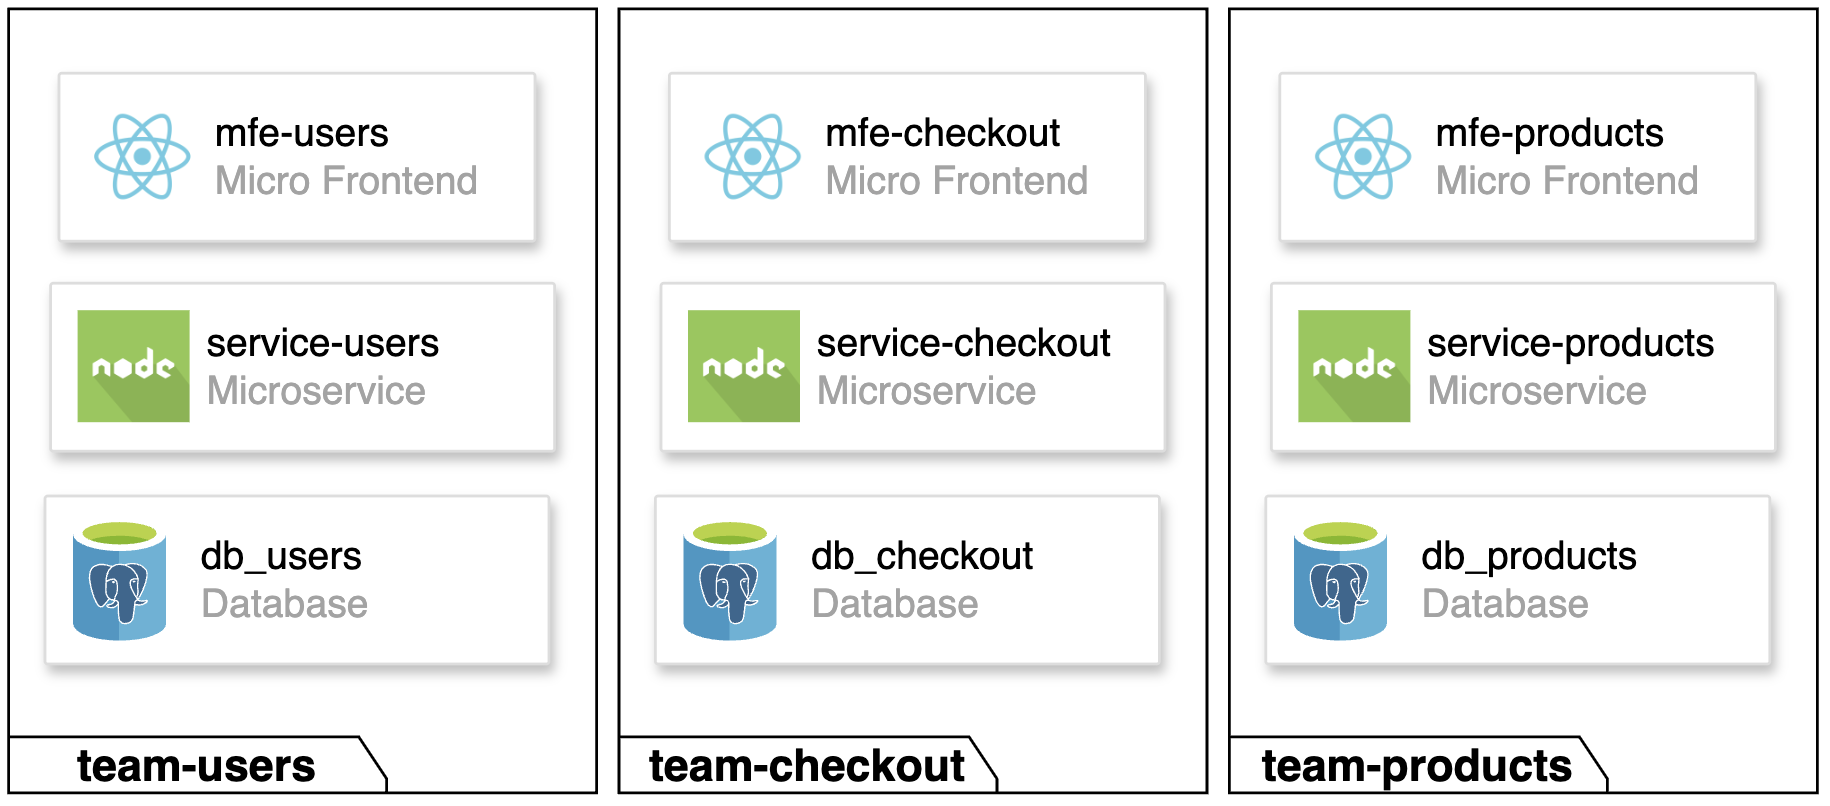 mfe-users
Micro Frontend
node
service-users
Microservice
db_users
Database
team-users
mfe-checkout
Micro Frontend
node
service-checkout
Microservice
db_checkout
Database
team-checkout
mfe-products
Micro Frontend
node
service-products
Microservice
db_products
Database
team-products